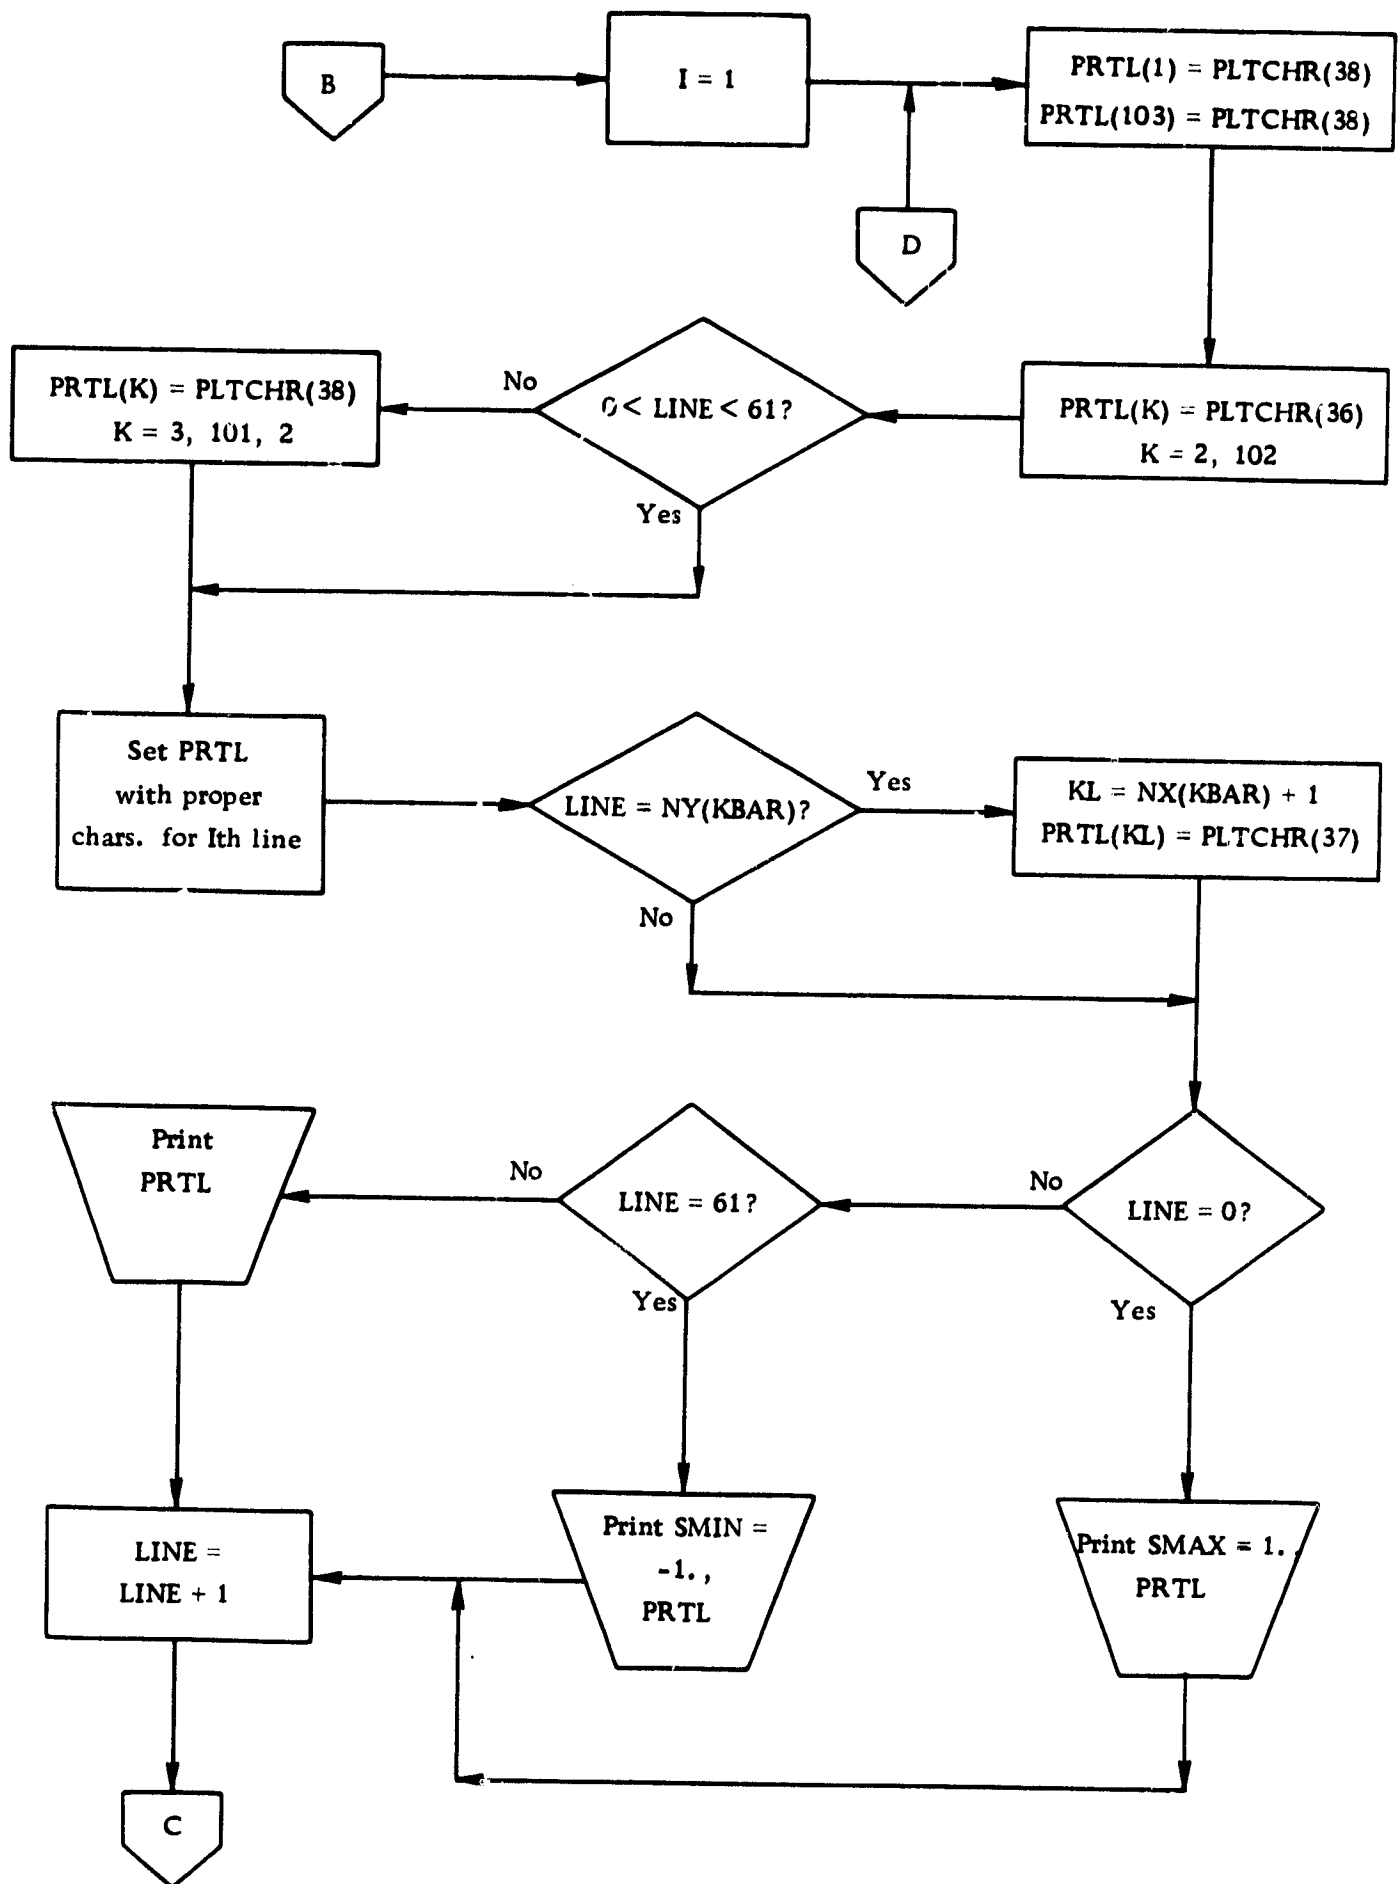 B
I = 1
PRTL(1) = PLTCHR(38)
PRTL(103) = PLTCHR(38)
D
PRTL(K) = PLTCHR(38)
K = 3, 101, 2
No
0 < LINE < 61?
Yes
PRTL(K) = PLTCHR(36)
K = 2, 102
Set PRTL
with proper
chars. for Ith line
LINE = NY(KBAR)?
Yes
No
KL = NX(KBAR) + 1
PRTL(KL) = PLTCHR(37)
Print
PRTL
No
LINE = 61?
Yes
No
LINE = 0?
Yes
LINE =
LINE + 1
Print SMIN =
-1. ,
PRTL
Print SMAX = 1. ,
PRTL
C